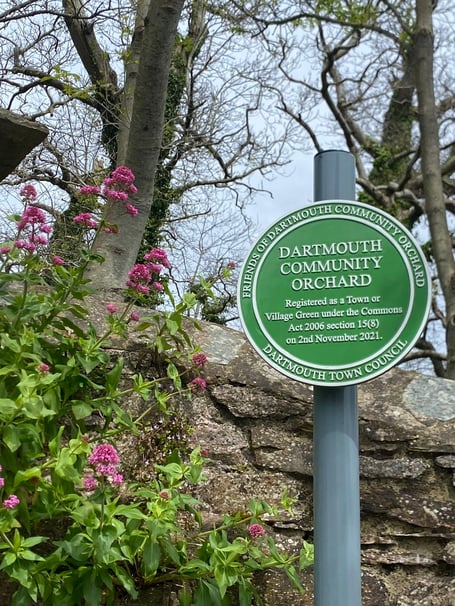 FRIENDS OF DARTMOUTH COMMUNITY ORCHARD
DARTMOUTH
COMMUNITY
ORCHARD
Registered as a Town or
Village Green under the Commons
Act 2006 section 15(8)
on 2nd November 2021.
DARTMOUTH TOWN COUNCIL